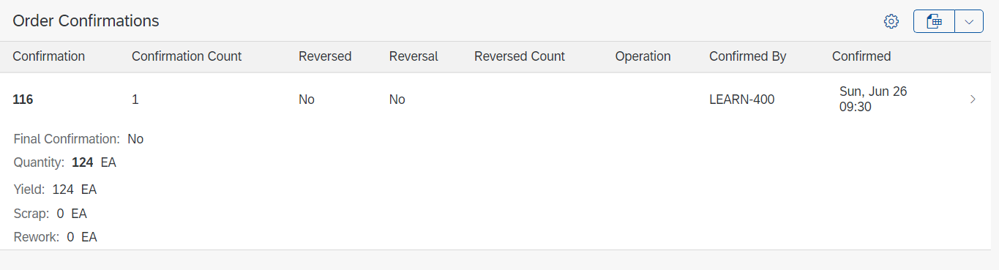 Order Confirmations
Confirmation Confirmation Count Reversed Reversal Reversed Count Operation Confirmed By Confirmed
116 1 No No LEARN-400 Sun, Jun 26
09:30
Final Confirmation: No
Quantity: 124 EA
Yield: 124 EA
Scrap: 0 EA
Rework: 0 EA